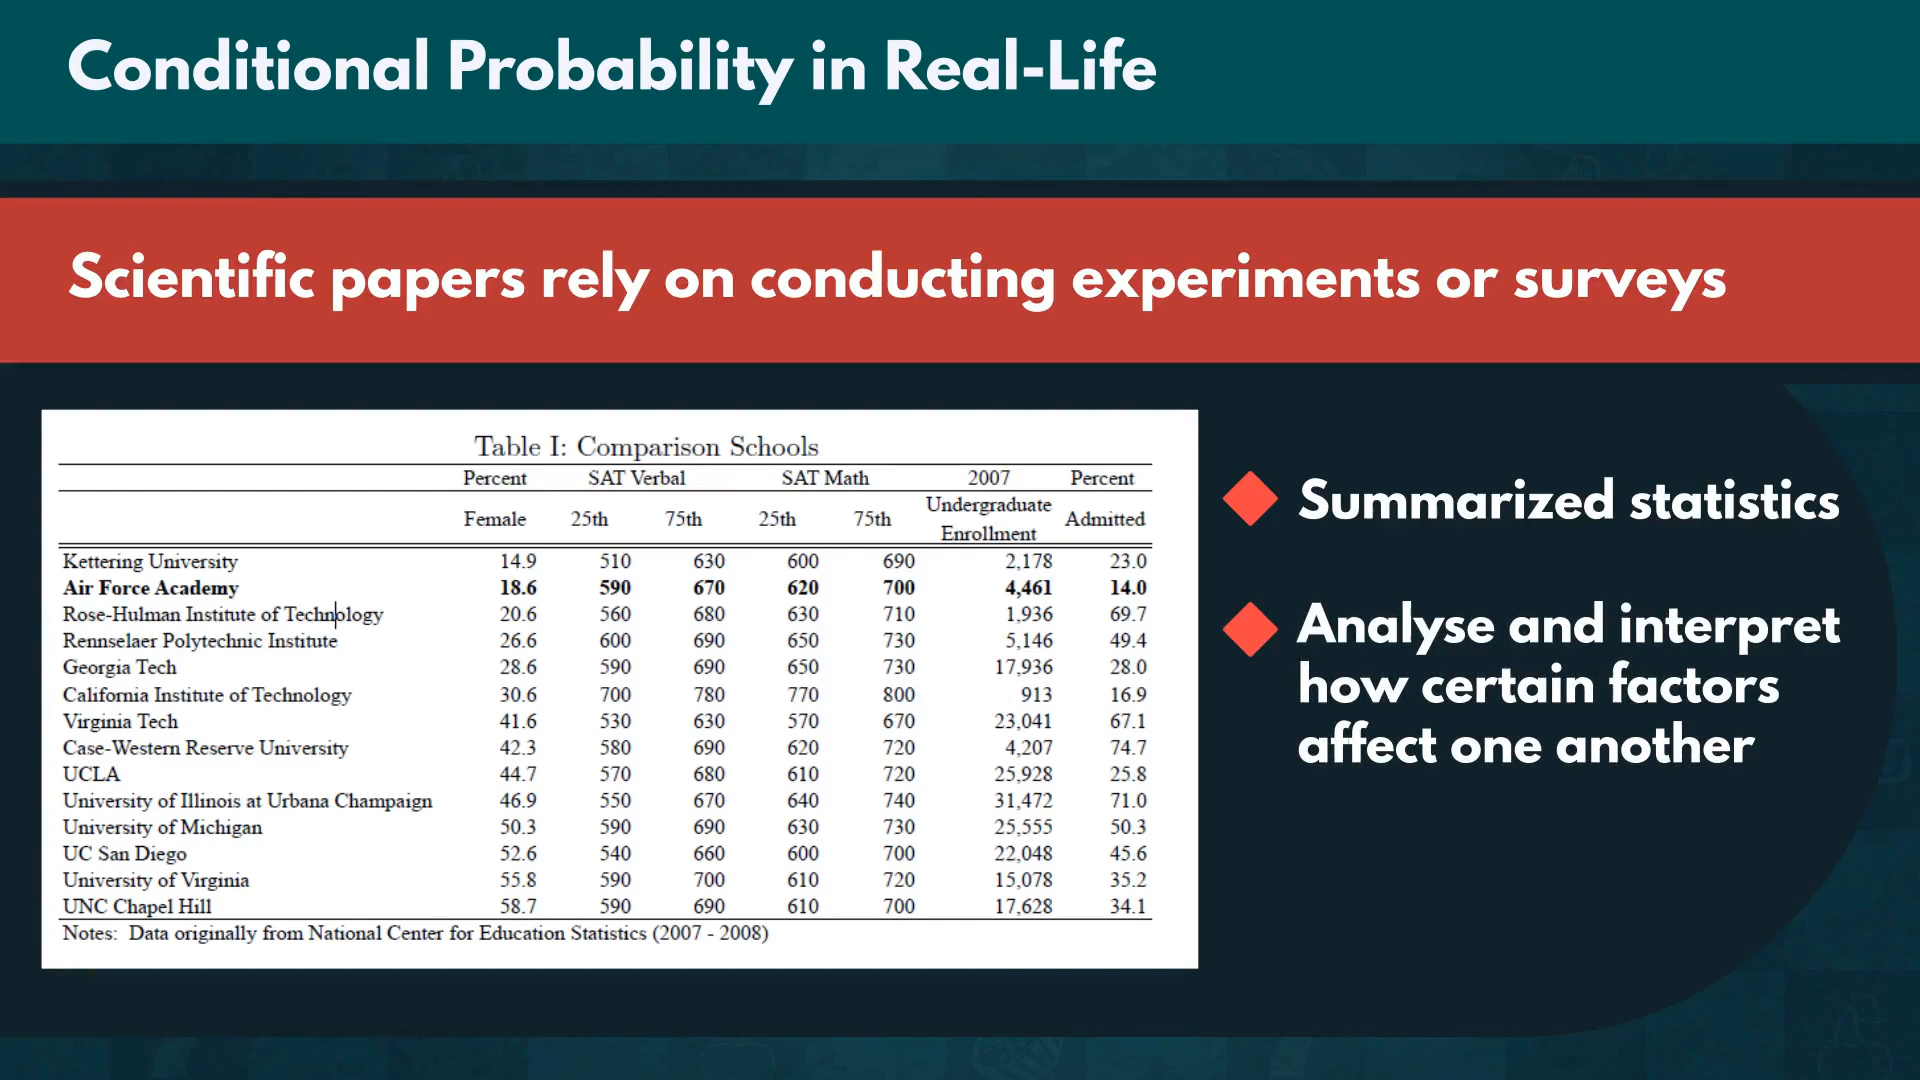 Conditional Probability in Real-Life
Scientific papers rely on conducting experiments or surveys
Table I: Comparison Schools
Percent SAT Verbal SAT Math 2007 Percent
Female 25th 75th 25th 75th Undergraduate Enrollment Admitted
Kettering University 14.9 510 630 600 690 2,178 23.0
Air Force Academy 18.6 590 670 620 700 4,461 14.0
Rose-Hulman Institute of Technology 20.6 560 680 630 710 1,936 69.7
Rennselaer Polytechnic Institute 26.6 600 690 650 730 5,146 49.4
Georgia Tech 28.6 590 690 650 730 17,936 28.0
California Institute of Technology 30.6 700 780 770 800 913 16.9
Virginia Tech 41.6 530 630 570 670 23,041 67.1
Case-Western Reserve University 42.3 580 690 620 720 4,207 74.7
UCLA 44.7 570 680 610 720 25,928 25.8
University of Illinois at Urbana Champaign 46.9 550 670 640 740 31,472 71.0
University of Michigan 50.3 590 690 630 730 25,555 50.3
UC San Diego 52.6 540 660 600 700 22,048 45.6
University of Virginia 55.8 590 700 610 720 15,078 35.2
UNC Chapel Hill 58.7 590 690 610 700 17,628 34.1
Notes: Data originally from National Center for Education Statistics (2007 - 2008)
Summarized statistics
Analyse and interpret
how certain factors
affect one another